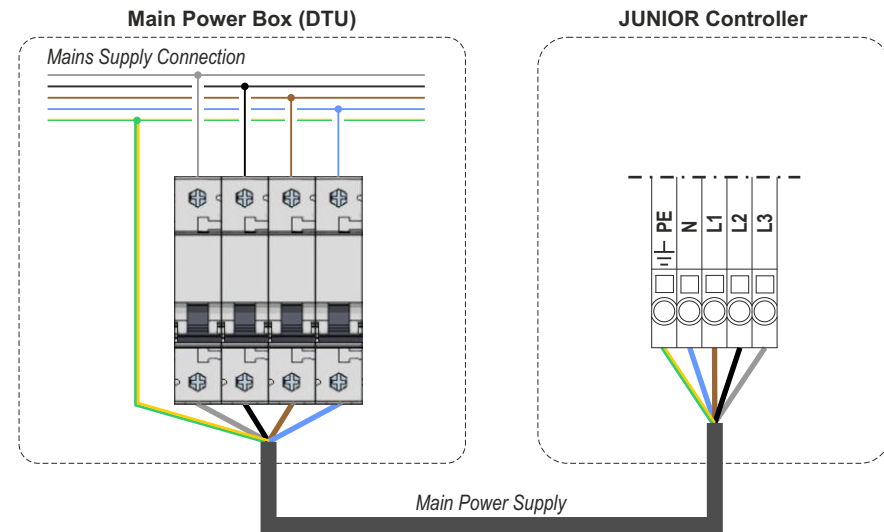 Main Power Box (DTU)
JUNIOR Controller
Mains Supply Connection
PE
N
L1
L2
L3
Main Power Supply